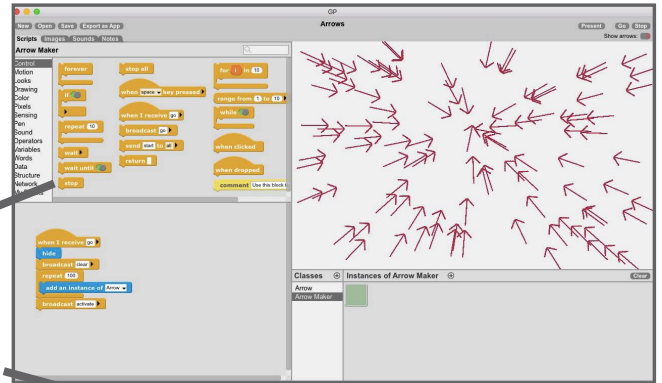 GP
New Open Save Export as App
Arrows
Present Go Stop
Scripts Images Sounds Notes
Show arrows:
Arrow Maker
Control
Motion
Looks
Drawing
Color
Pixels
Sensing
Pen
Sound
Operators
Variables
Words
Data
Structure
Network
forever
if
repeat 10
wait
wait until
stop
stop all
when space key pressed
when I receive go
broadcast go
send start to all
return
for i in 10
range from 1 to 10
while
when clicked
when dropped
comment Use this block t
when I receive go
hide
broadcast clear
repeat 100
add an instance of Arrow
broadcast activate
Classes
Arrow
Arrow Maker
Instances of Arrow Maker
Clear